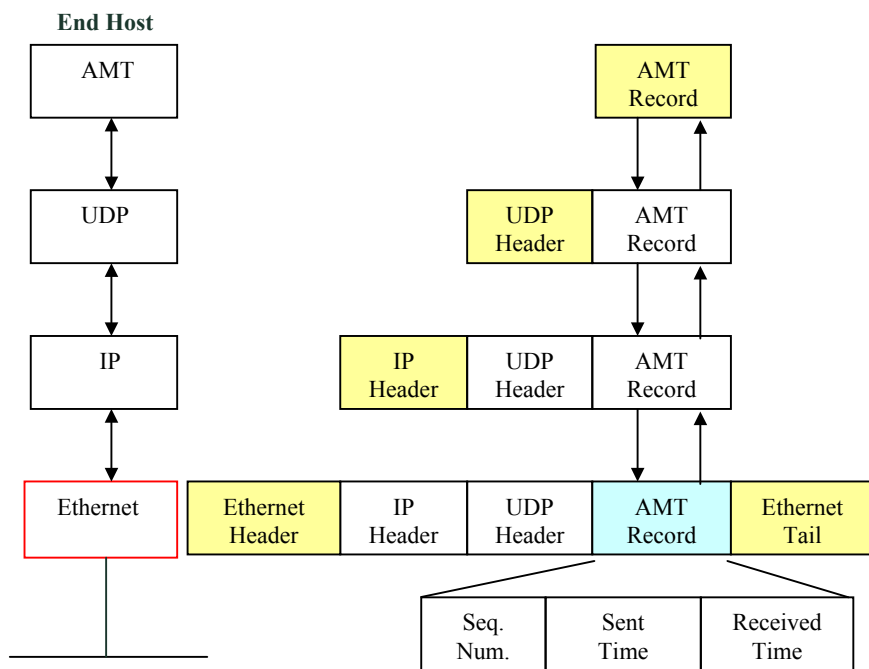 End Host
AMT
AMT
Record
UDP
UDP
Header
AMT
Record
IP
IP
Header
UDP
Header
AMT
Record
Ethernet
Ethernet
Header
IP
Header
UDP
Header
AMT
Record
Ethernet
Tail
Seq.
Num.
Sent
Time
Received
Time